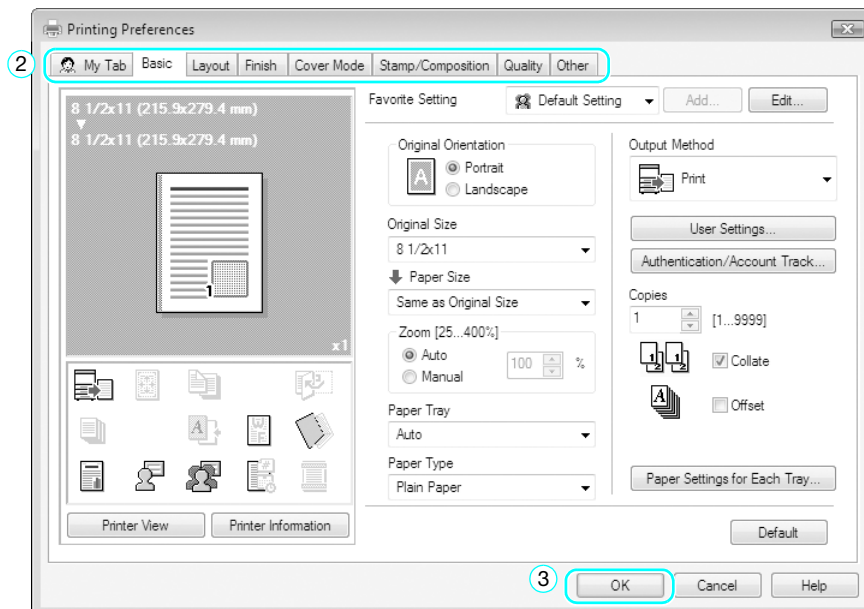 Printing Preferences
2
My Tab Basic Layout Finish Cover Mode Stamp/Composition Quality Other
8 1/2x11 (215.9x279.4 mm)
8 1/2x11 (215.9x279.4 mm)
1
x1
Favorite Setting Default Setting Add... Edit...
Original Orientation
A Portrait
Landscape
Original Size
8 1/2x11
Paper Size
Same as Original Size
Zoom [25...400%]
Auto
Manual
100 %
Paper Tray
Auto
Paper Type
Plain Paper
Output Method
Print
User Settings...
Authentication/Account Track...
Copies
1 [1...9999]
1 2 1 2 Collate
A Offset
Paper Settings for Each Tray...
Printer View Printer Information
Default
3
OK Cancel Help